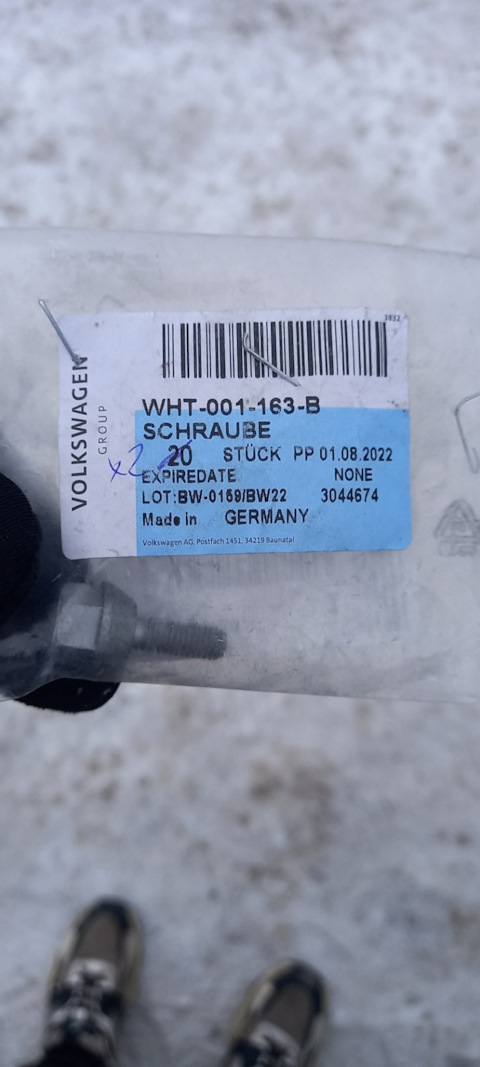 1632
VOLKSWAGEN
GROUP
WHT-001-163-B
SCHRAUBE
x2 20 STÜCK PP 01.08.2022
EXPIREDATE NONE
LOT:BW-0159/BW22 3044674
Made in GERMANY
Volkswagen AG, Postfach 1451, 34219 Baunatal